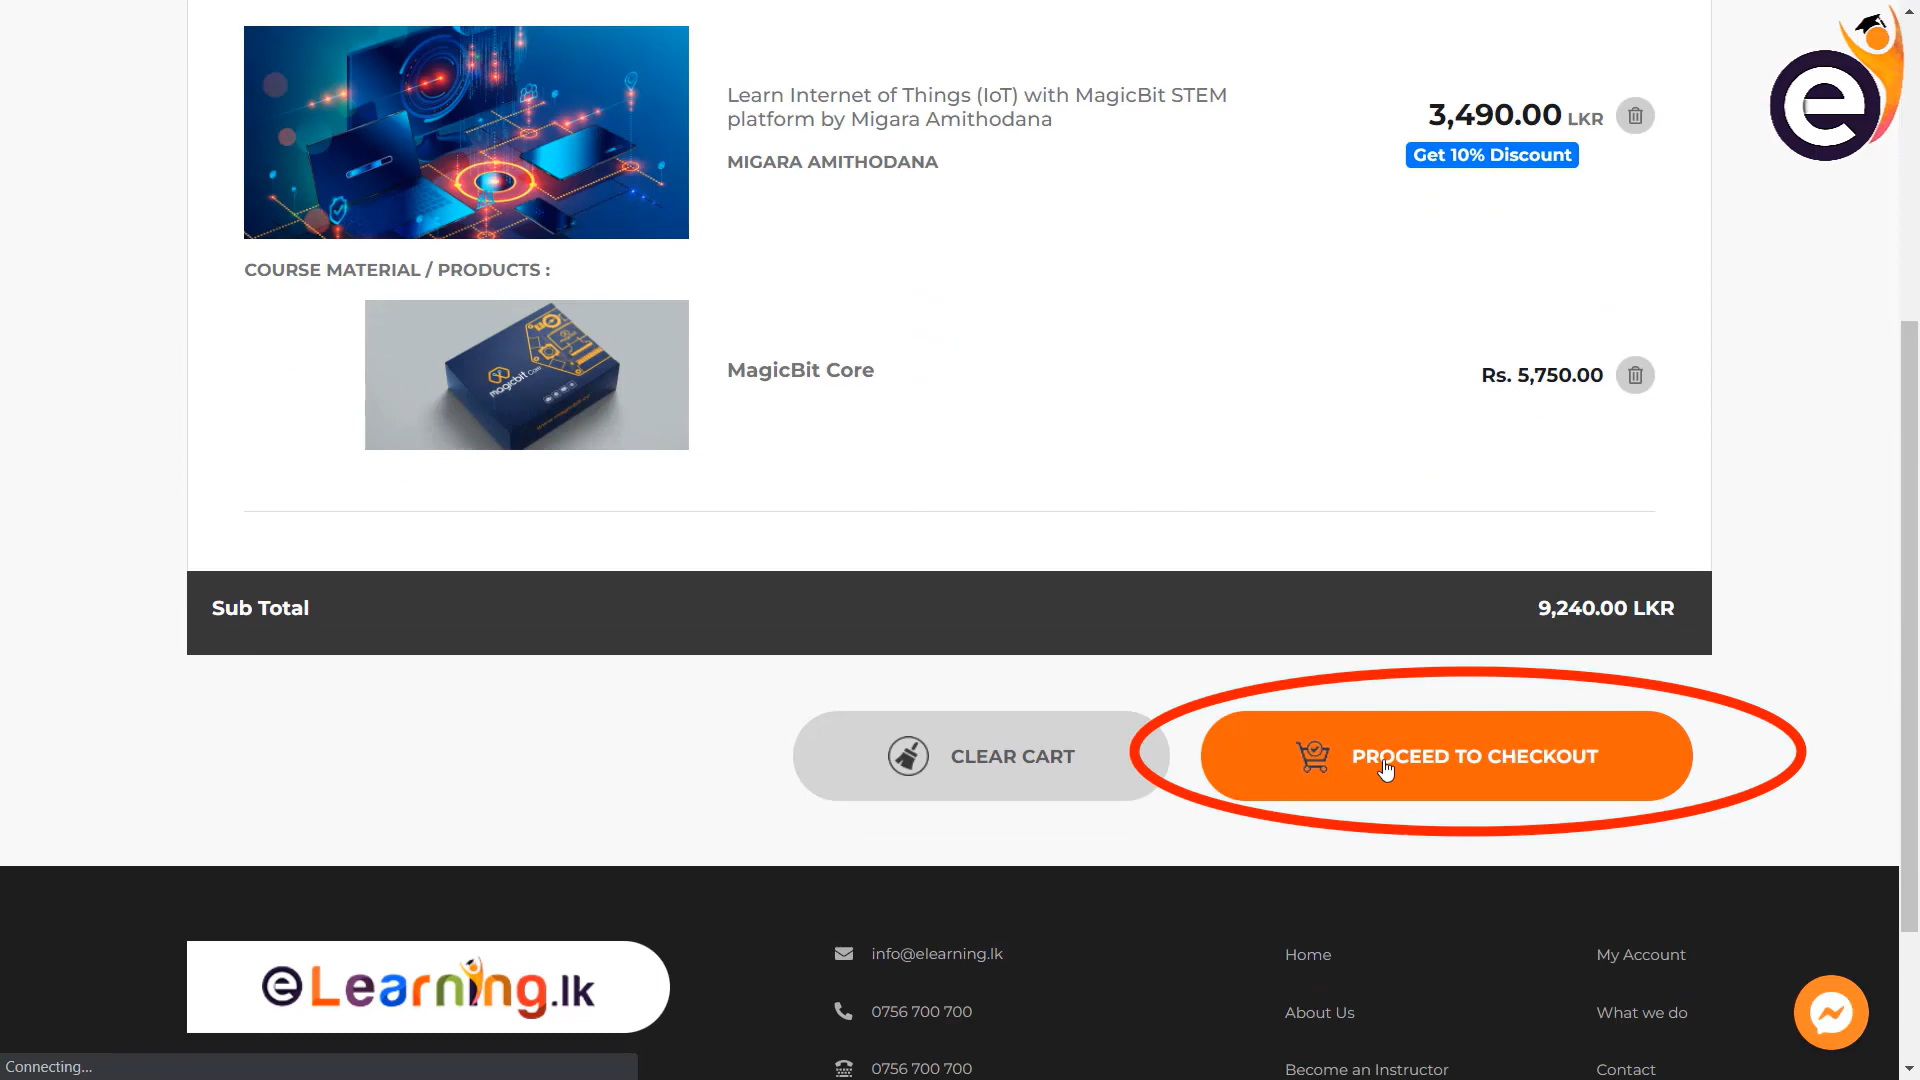 Learn Internet of Things (IoT) with MagicBit STEM
platform by Migara Amithodana
MIGARA AMITHODANA
3,490.00 LKR
Get 10% Discount
e
COURSE MATERIAL / PRODUCTS :
magicbit Core
MagicBit Core
Rs. 5,750.00
Sub Total
9,240.00 LKR
CLEAR CART
PROCEED TO CHECKOUT
eLearning.lk
info@elearning.lk
Home
My Account
0756 700 700
About Us
What we do
0756 700 700
Become an Instructor
Contact
Connecting...